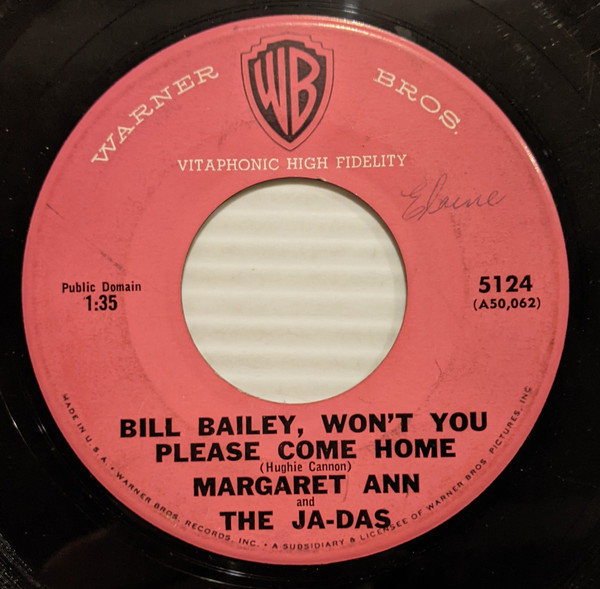 WARNER BROS.
WB
VITAPHONIC HIGH FIDELITY
Elaine
Public Domain
1:35
5124
(A50,062)
BILL BAILEY, WON'T YOU
PLEASE COME HOME
(Hughie Cannon)
MARGARET ANN
and
THE JA-DAS
MADE IN U.S.A. • WARNER BROS. RECORDS, INC. • A SUBSIDIARY & LICENSEE OF WARNER BROS. PICTURES, INC